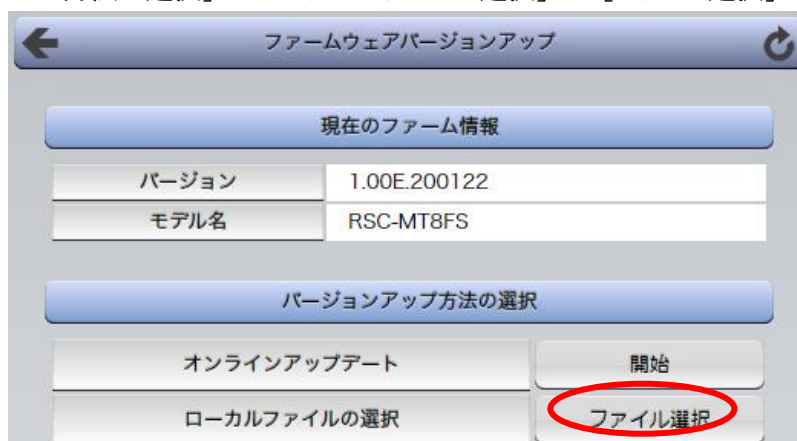 ファームウェアバージョンアップ
現在のファーム情報
バージョン 1.00E.200122
モデル名 RSC-MT8FS
バージョンアップ方法の選択
オンラインアップデート 開始
ローカルファイルの選択 ファイル選択